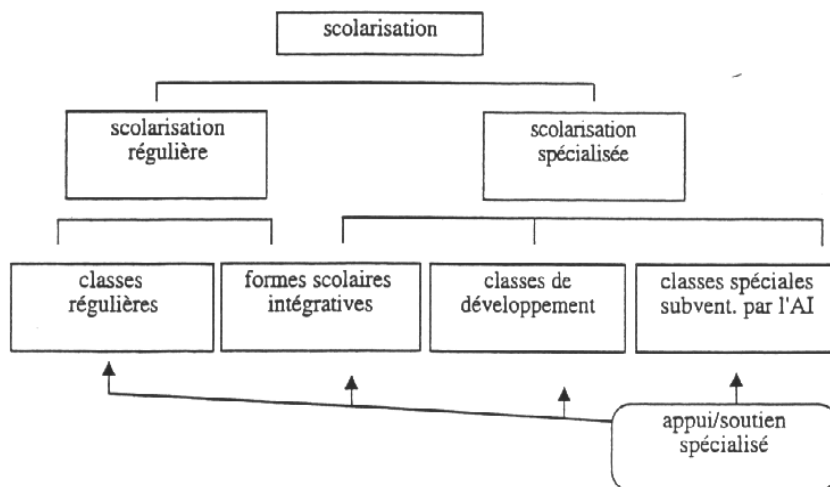 scolarisation
scolarisation
régulière
scolarisation
spécialisée
classes
régulières
formes scolaires
intégratives
classes de
développement
classes spéciales
subvent. par l'AI
appui/soutien
spécialisé